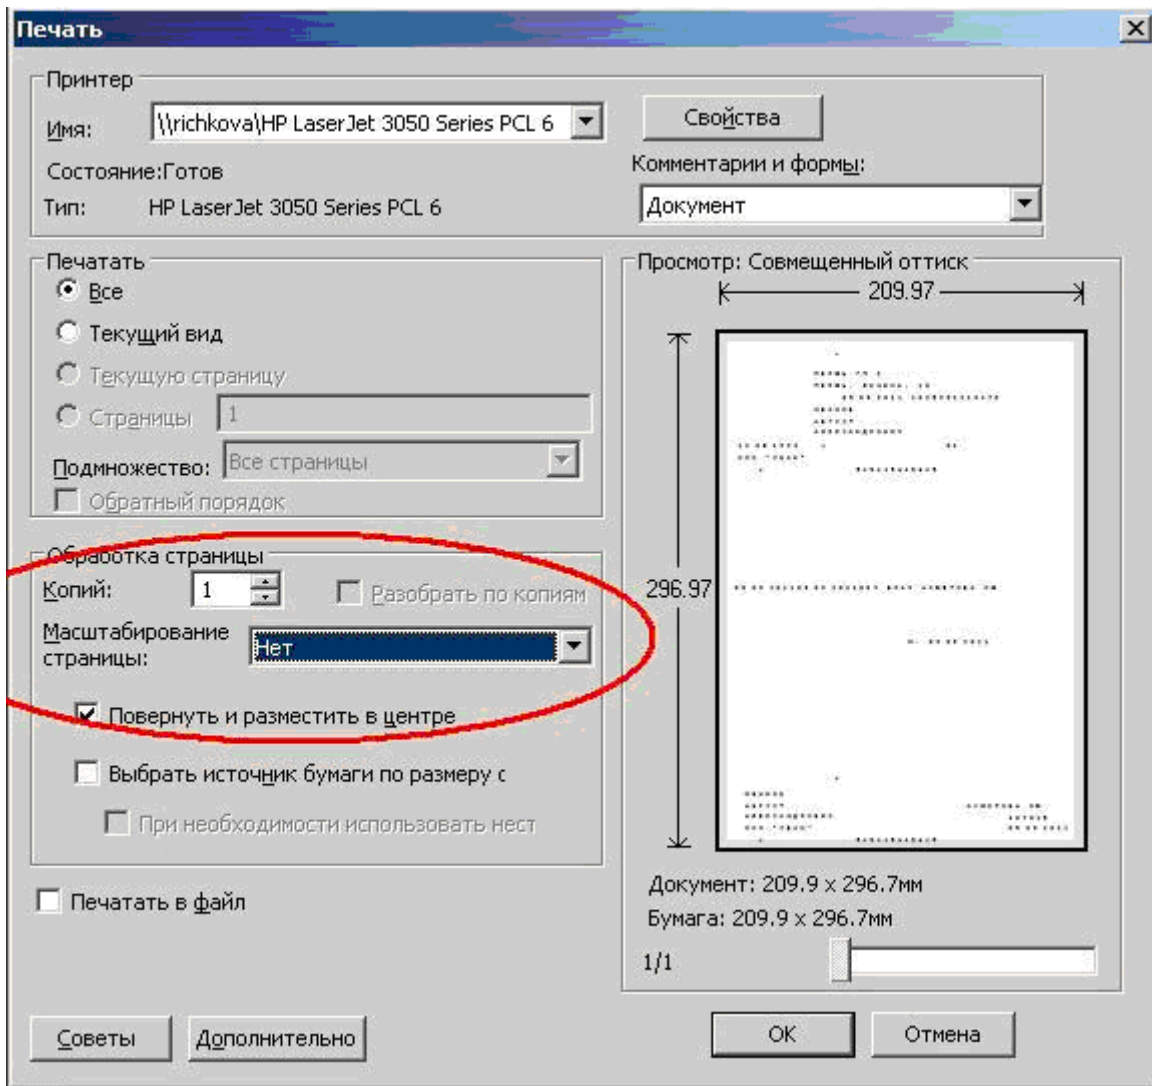 Печать
Принтер
Имя: \\richkova\HP LaserJet 3050 Series PCL 6 Свойства
Состояние:Готов Комментарии и формы:
Тип: HP LaserJet 3050 Series PCL 6 Документ
Печатать
Все
Текущий вид
Текущую страницу
Страницы 1
Подмножество: Все страницы
Обратный порядок
Обработка страницы
Копий: 1 Разобрать по копиям
Масштабирование
страницы: Нет
Повернуть и разместить в центре
Выбрать источник бумаги по размеру с
При необходимости использовать нест
Печатать в файл
Просмотр: Совмещенный оттиск
209.97
296.97
Документ: 209.9 x 296.7мм
Бумага: 209.9 x 296.7мм
1/1
Советы Дополнительно OK Отмена